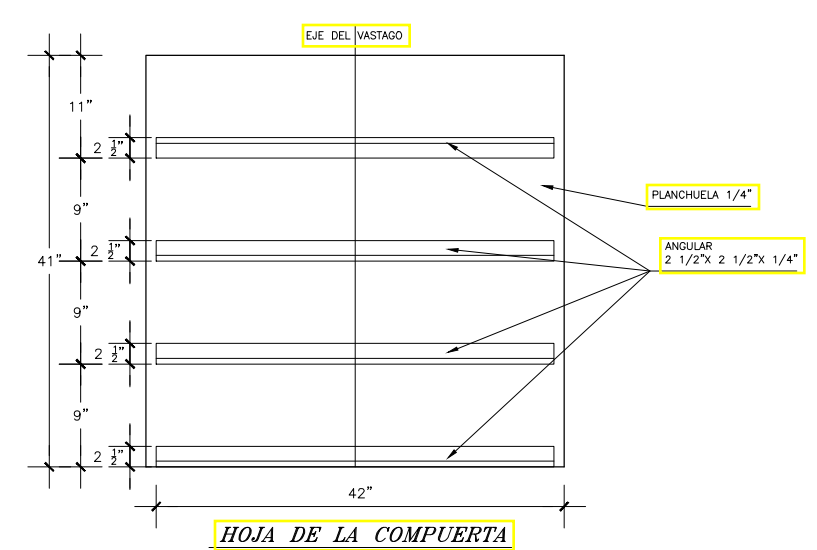 EJE DEL VASTAGO
11"
2 1/2"
9"
PLANCHUELA 1/4"
ANGULAR
2 1/2"X 2 1/2"X 1/4"
2 1/2"
41"
9"
2 1/2"
9"
2 1/2"
42"
HOJA DE LA COMPUERTA